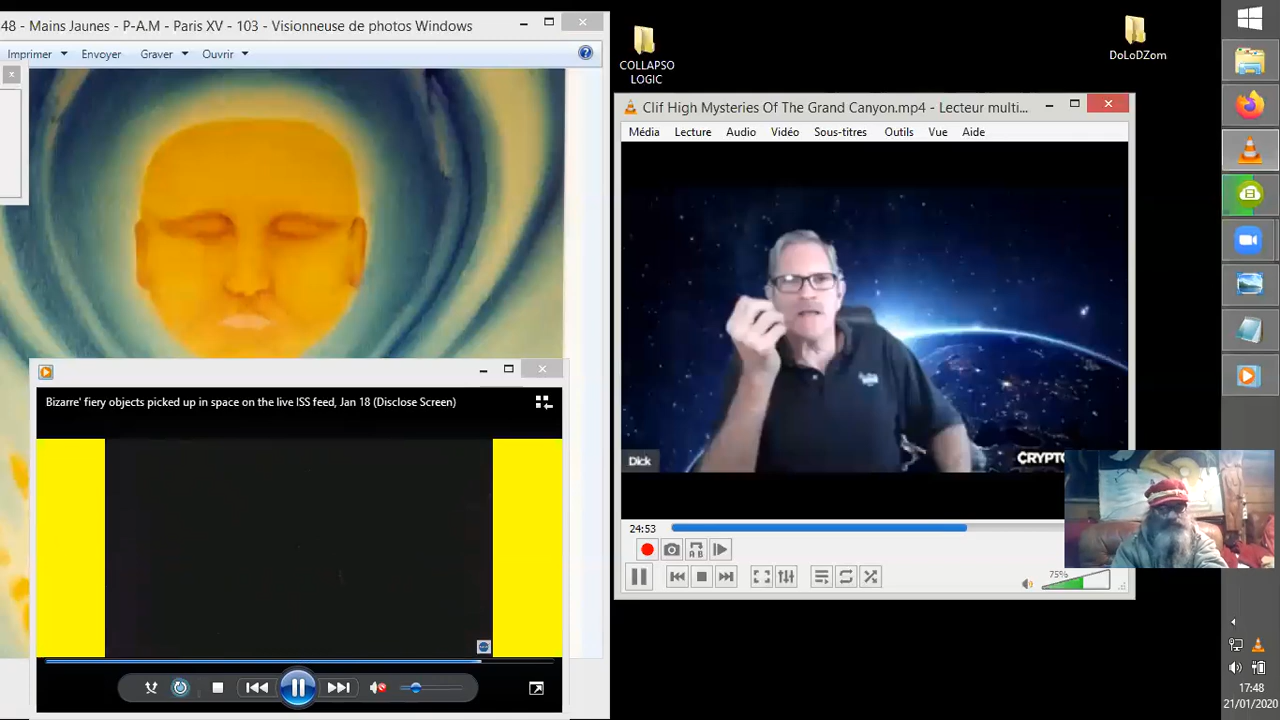 48 - Mains Jaunes - P-A.M - Paris XV - 103 - Visionneuse de photos Windows
Imprimer Envoyer Graver Ouvrir
COLLAPSO
LOGIC
DoLoDZom
Clif High Mysteries Of The Grand Canyon.mp4 - Lecteur multi...
Média Lecture Audio Vidéo Sous-titres Outils Vue Aide
Dick
CRYPTO
24:53
75%
Bizarre' fiery objects picked up in space on the live ISS feed, Jan 18 (Disclose Screen)
17:48
21/01/2020